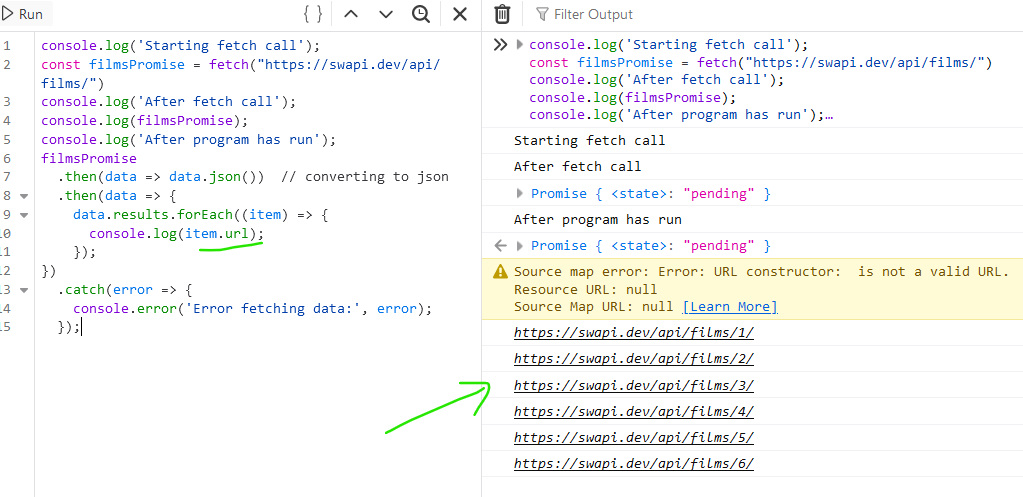 Run
{ }
Filter Output
1 console.log('Starting fetch call');
2 const filmsPromise = fetch("https://swapi.dev/api/
films/")
3 console.log('After fetch call');
4 console.log(filmsPromise);
5 console.log('After program has run');
6 filmsPromise
7 .then(data => data.json())  // converting to json
8 .then(data => {
9 data.results.forEach((item) => {
10 console.log(item.url);
11 });
12 })
13 .catch(error => {
14 console.error('Error fetching data:', error);
15 });
console.log('Starting fetch call');
const filmsPromise = fetch("https://swapi.dev/api/films/")
console.log('After fetch call');
console.log(filmsPromise);
console.log('After program has run');…
Starting fetch call
After fetch call
Promise { <state>: "pending" }
After program has run
Promise { <state>: "pending" }
Source map error: Error: URL constructor:  is not a valid URL.
Resource URL: null
Source Map URL: null [Learn More]
https://swapi.dev/api/films/1/
https://swapi.dev/api/films/2/
https://swapi.dev/api/films/3/
https://swapi.dev/api/films/4/
https://swapi.dev/api/films/5/
https://swapi.dev/api/films/6/